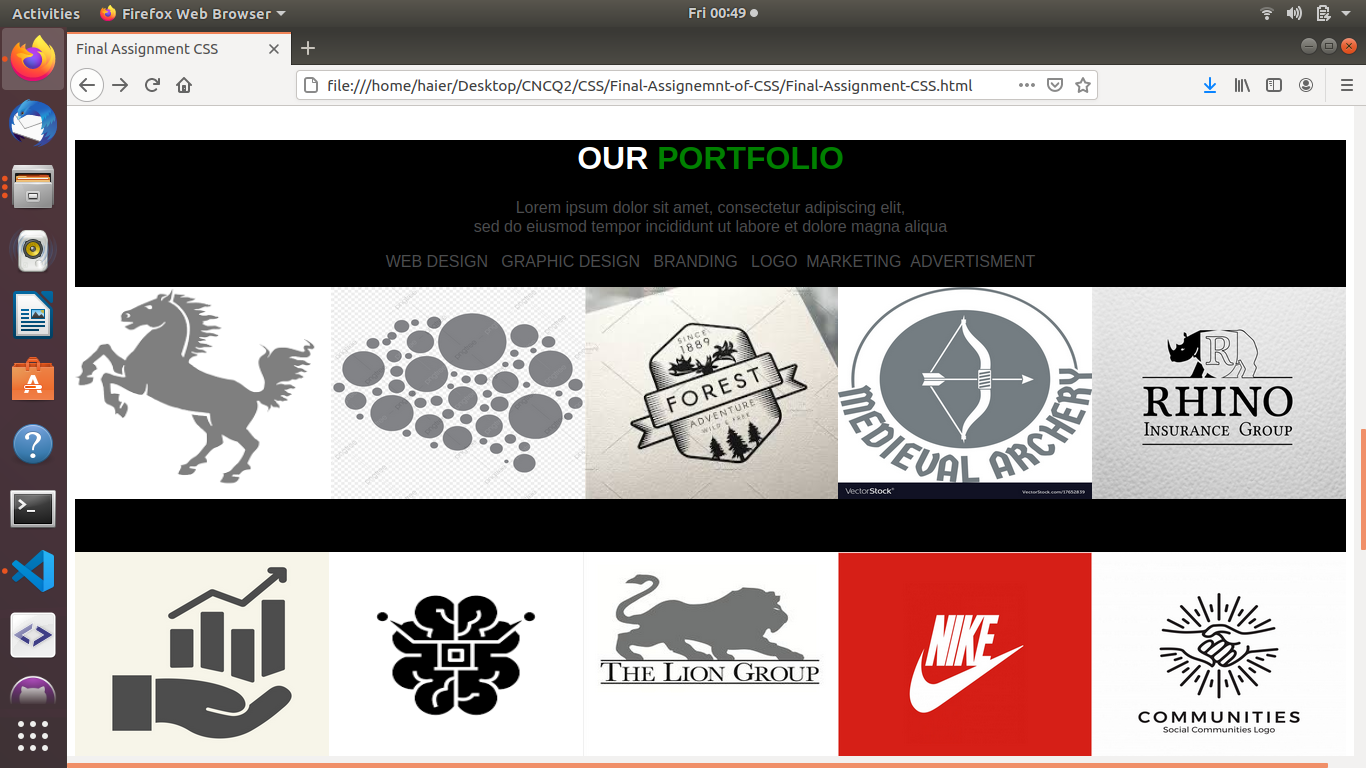 Activities Firefox Web Browser Fri 00:49
Final Assignment CSS
file:///home/haier/Desktop/CNCQ2/CSS/Final-Assignemnt-of-CSS/Final-Assignment-CSS.html
OUR PORTFOLIO
Lorem ipsum dolor sit amet, consectetur adipiscing elit,
sed do eiusmod tempor incididunt ut labore et dolore magna aliqua
WEB DESIGN GRAPHIC DESIGN BRANDING LOGO MARKETING ADVERTISMENT
SINCE
1889
FOREST
ADVENTURE
WILD & FREE
MEDIEVAL ARCHERY
VectorStock®
VectorStock.com/17652839
R
RHINO
INSURANCE GROUP
THE LION GROUP
NIKE
COMMUNITIES
Social Communities Logo